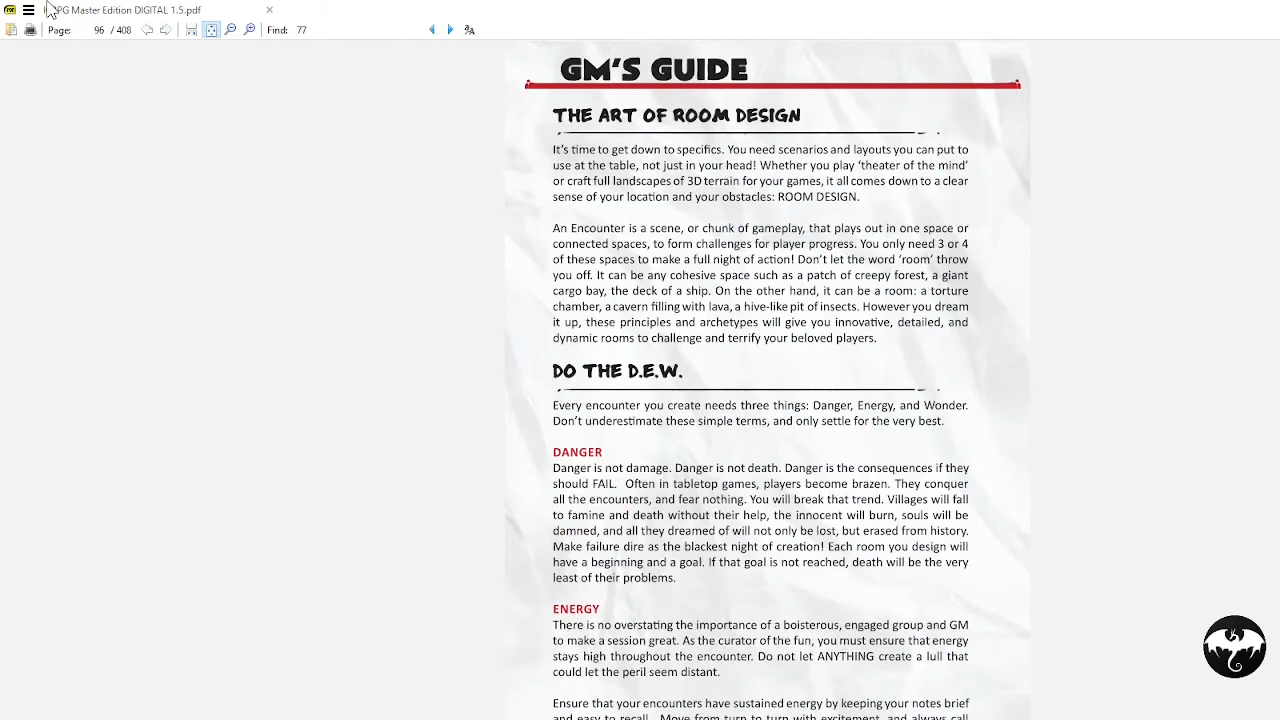 PG Master Edition DIGITAL 1.5.pdf
Page: 96 / 408 Find: 77
GM'S GUIDE
THE ART OF ROOM DESIGN
It's time to get down to specifics. You need scenarios and layouts you can put to
use at the table, not just in your head! Whether you play 'theater of the mind'
or craft full landscapes of 3D terrain for your games, it all comes down to a clear
sense of your location and your obstacles: ROOM DESIGN.
An Encounter is a scene, or chunk of gameplay, that plays out in one space or
connected spaces, to form challenges for player progress. You only need 3 or 4
of these spaces to make a full night of action! Don't let the word 'room' throw
you off. It can be any cohesive space such as a patch of creepy forest, a giant
cargo bay, the deck of a ship. On the other hand, it can be a room: a torture
chamber, a cavern filling with lava, a hive-like pit of insects. However you dream
it up, these principles and archetypes will give you innovative, detailed, and
dynamic rooms to challenge and terrify your beloved players.
DO THE D.E.W.
Every encounter you create needs three things: Danger, Energy, and Wonder.
Don't underestimate these simple terms, and only settle for the very best.
DANGER
Danger is not damage. Danger is not death. Danger is the consequences if they
should FAIL. Often in tabletop games, players become brazen. They conquer
all the encounters, and fear nothing. You will break that trend. Villages will fall
to famine and death without their help, the innocent will burn, souls will be
damned, and all they dreamed of will not only be lost, but erased from history.
Make failure dire as the blackest night of creation! Each room you design will
have a beginning and a goal. If that goal is not reached, death will be the very
least of their problems.
ENERGY
There is no overstating the importance of a boisterous, engaged group and GM
to make a session great. As the curator of the fun, you must ensure that energy
stays high throughout the encounter. Do not let ANYTHING create a lull that
could let the peril seem distant.
Ensure that your encounters have sustained energy by keeping your notes brief
and easy to recall. Move from turn to turn with excitement, and always call